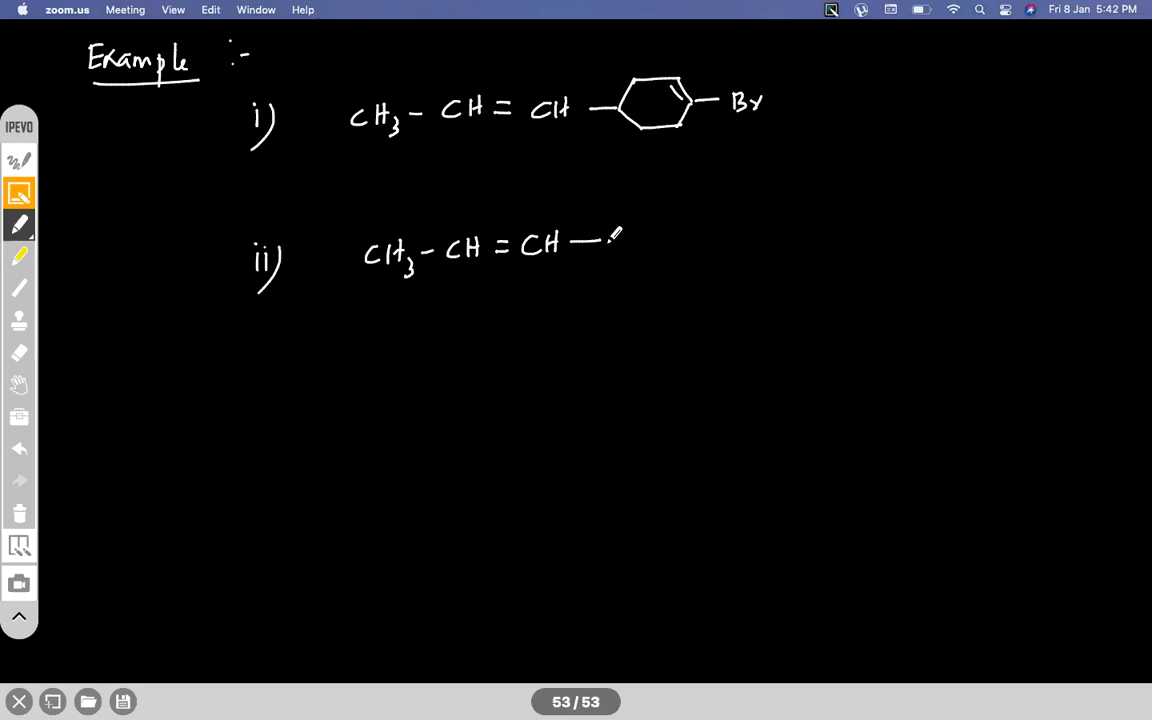 zoom.us Meeting View Edit Window Help Fri 8 Jan 5:42 PM
Example :-
i) CH3 - CH = CH — Br
ii) CH3 - CH = CH —
IPEVO
53 / 53